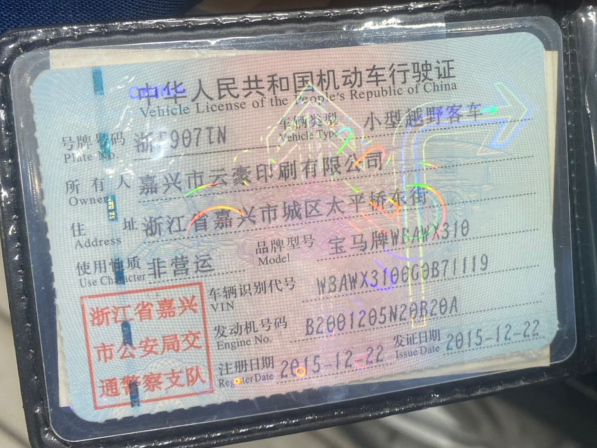 中华人民共和国机动车行驶证
Vehicle License of the People's Republic of China
号牌号码 Plate No. 浙F907TN 车辆类型 Vehicle Type 小型越野客车
所有人 Owner 嘉兴市云豪印刷有限公司
住址 Address 浙江省嘉兴市城区太平桥东街
使用性质 Use Character 非营运 品牌型号 Model 宝马牌WBAWX310
车辆识别代号 VIN WBAWX3100G0B71119
发动机号码 Engine No. B2001205N20B20A
注册日期 Register Date 2015-12-22 发证日期 Issue Date 2015-12-22
浙江省嘉兴
市公安局交
通警察支队